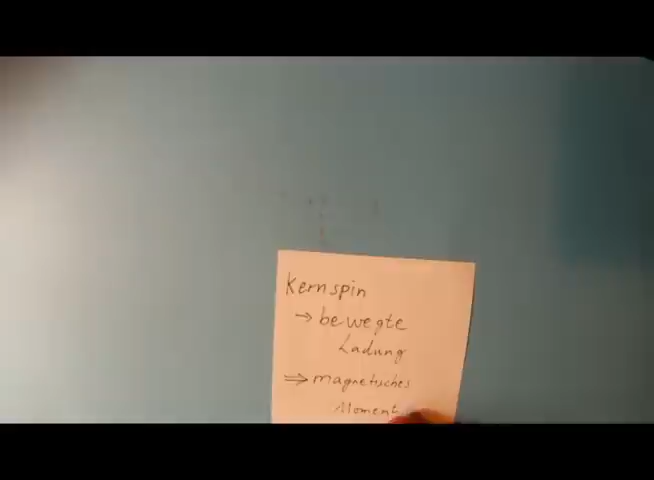 Kernspin
→ bewegte
Ladung
⇒ magnetisches
Moment